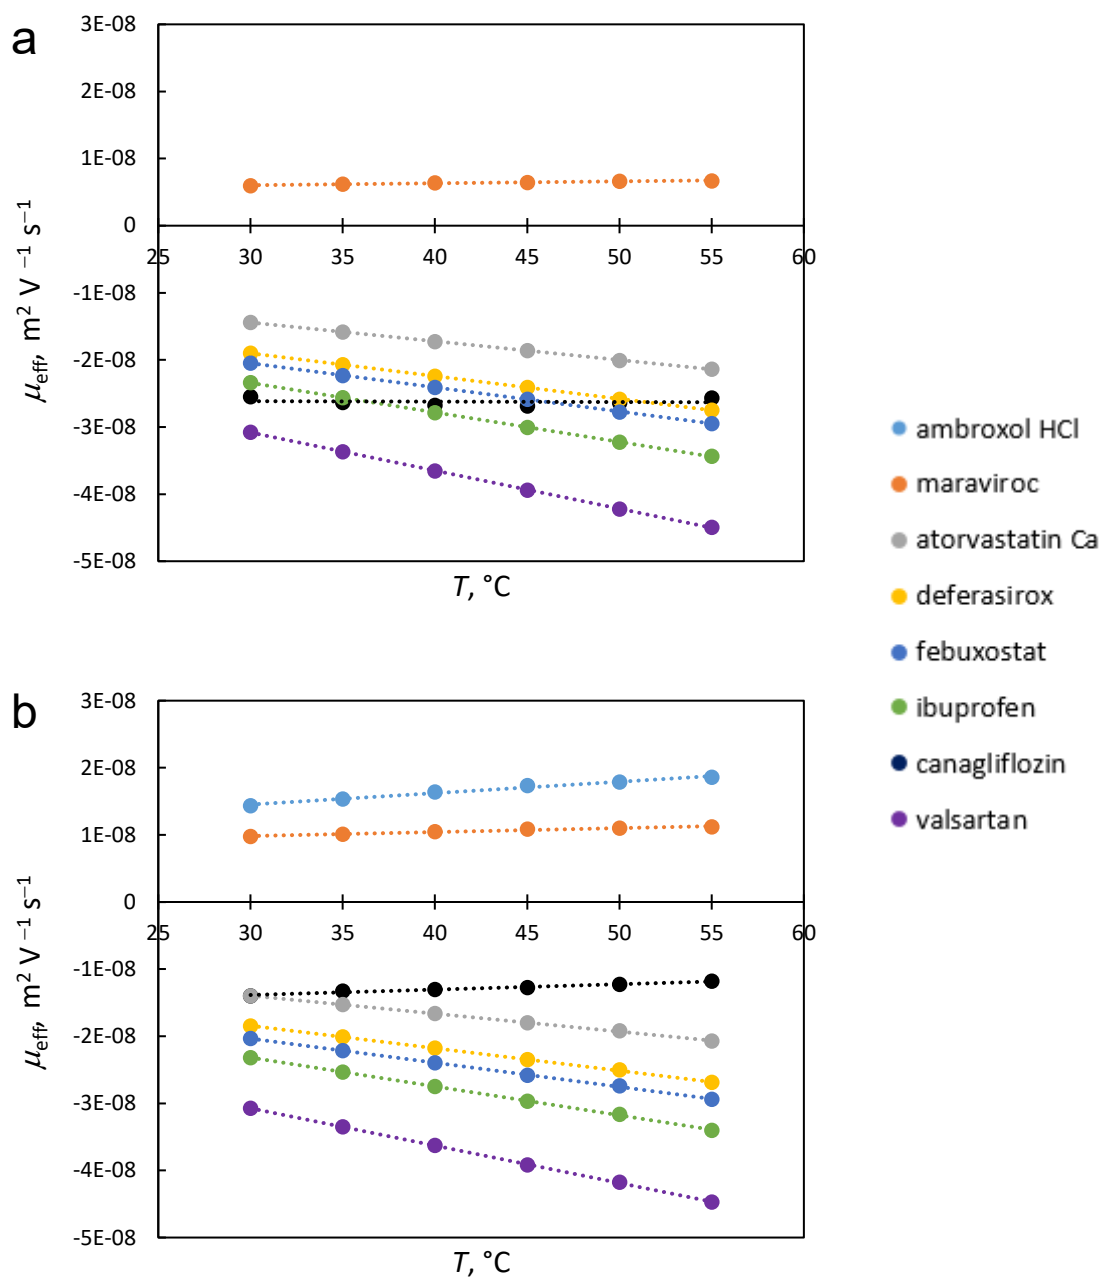 a
3E-08
2E-08
1E-08
0
25 30 35 40 45 50 55 60
-1E-08
-2E-08
-3E-08
-4E-08
-5E-08
μeff, m² V ⁻¹ s⁻¹
T, °C
ambroxol HCl
maraviroc
atorvastatin Ca
deferasirox
febuxostat
ibuprofen
canagliflozin
valsartan
b
3E-08
2E-08
1E-08
0
25 30 35 40 45 50 55 60
-1E-08
-2E-08
-3E-08
-4E-08
-5E-08
μeff, m² V ⁻¹ s⁻¹
T, °C